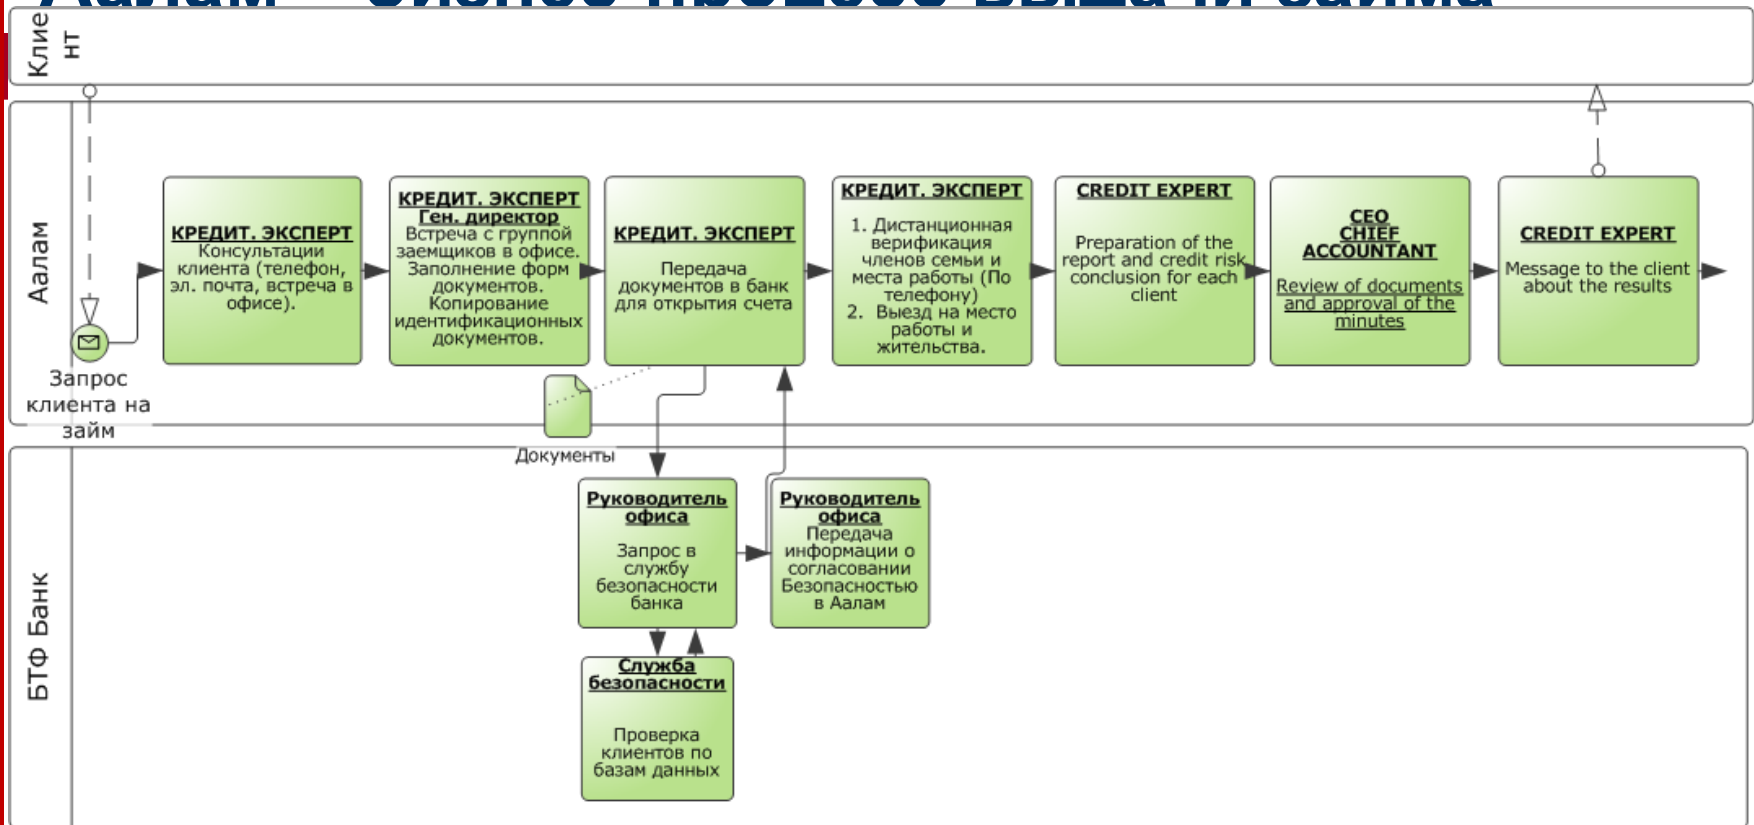 Аалам – бизнес процесс выдачи займа
Клие
нт
Аалам
КРЕДИТ. ЭКСПЕРТ
Консультации
клиента (телефон,
эл. почта, встреча в
офисе).
КРЕДИТ. ЭКСПЕРТ
Ген. директор
Встреча с группой
заемщиков в офисе.
Заполнение форм
документов.
Копирование
идентификационных
документов.
КРЕДИТ. ЭКСПЕРТ
Передача
документов в банк
для открытия счета
КРЕДИТ. ЭКСПЕРТ
1. Дистанционная
верификация
членов семьи и
места работы (По
телефону)
2. Выезд на место
работы и
жительства.
CREDIT EXPERT
Preparation of the
report and credit risk
conclusion for each
client
CEO
CHIEF
ACCOUNTANT
Review of documents
and approval of the
minutes
CREDIT EXPERT
Message to the client
about the results
Запрос
клиента на
займ
Документы
БТФ Банк
Руководитель
офиса
Запрос в
службу
безопасности
банка
Руководитель
офиса
Передача
информации о
согласовании
Безопасностью
в Аалам
Служба
безопасности
Проверка
клиентов по
базам данных